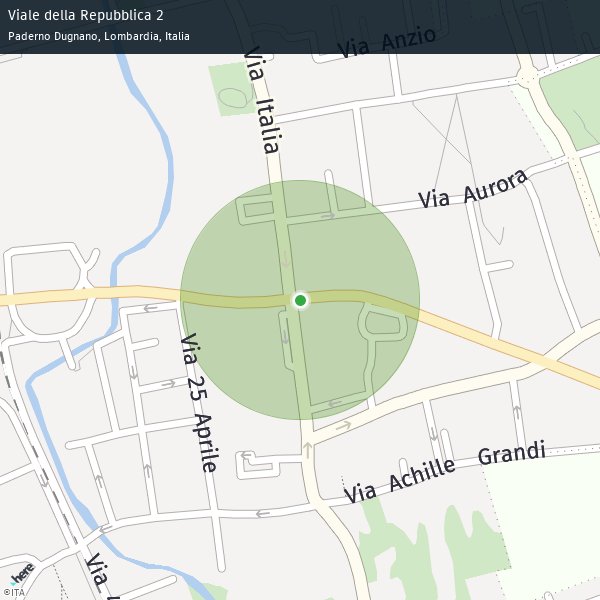 Viale della Repubblica 2
Paderno Dugnano, Lombardia, Italia
Via Anzio
Via Italia
Via Aurora
Via 25 Aprile
Via Achille Grandi
Via
here
©ITA